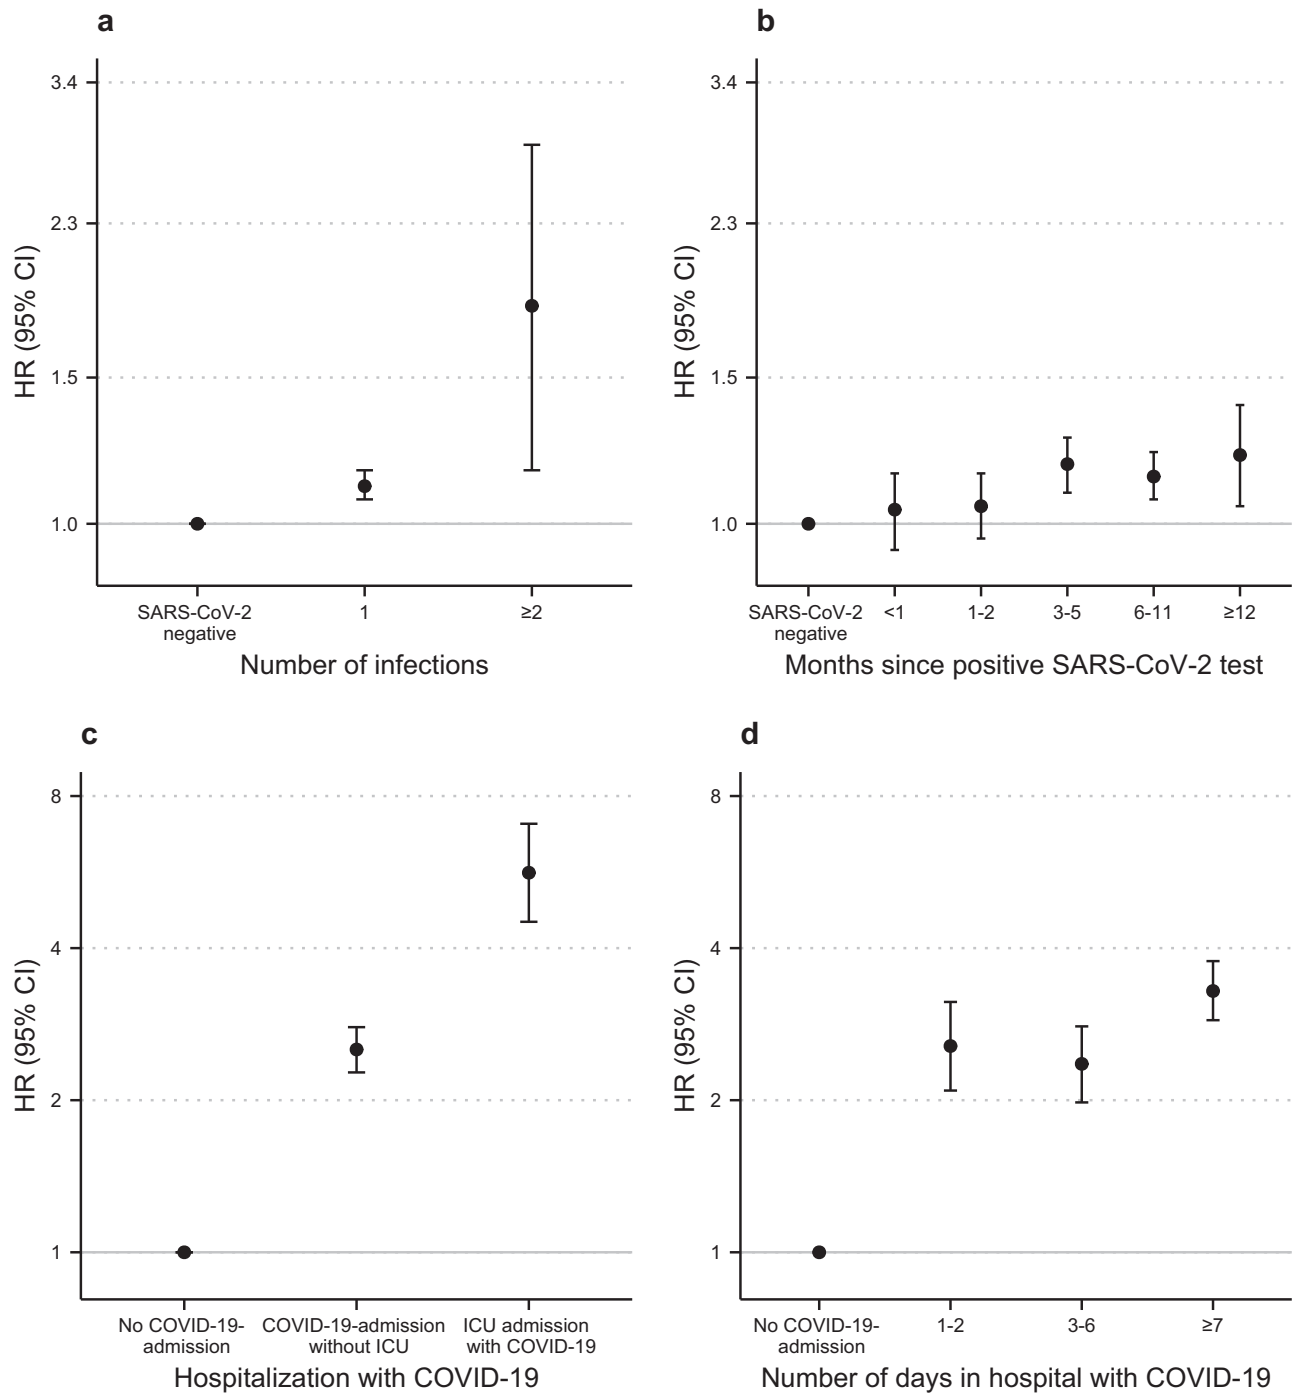 a
3.4
2.3
1.5
1.0
HR (95% CI)
SARS-CoV-2
negative
1
≥2
Number of infections
b
3.4
2.3
1.5
1.0
HR (95% CI)
SARS-CoV-2
negative
<1
1-2
3-5
6-11
≥12
Months since positive SARS-CoV-2 test
c
8
4
2
1
HR (95% CI)
No COVID-19-
admission
COVID-19-admission
without ICU
ICU admission
with COVID-19
Hospitalization with COVID-19
d
8
4
2
1
HR (95% CI)
No COVID-19-
admission
1-2
3-6
≥7
Number of days in hospital with COVID-19